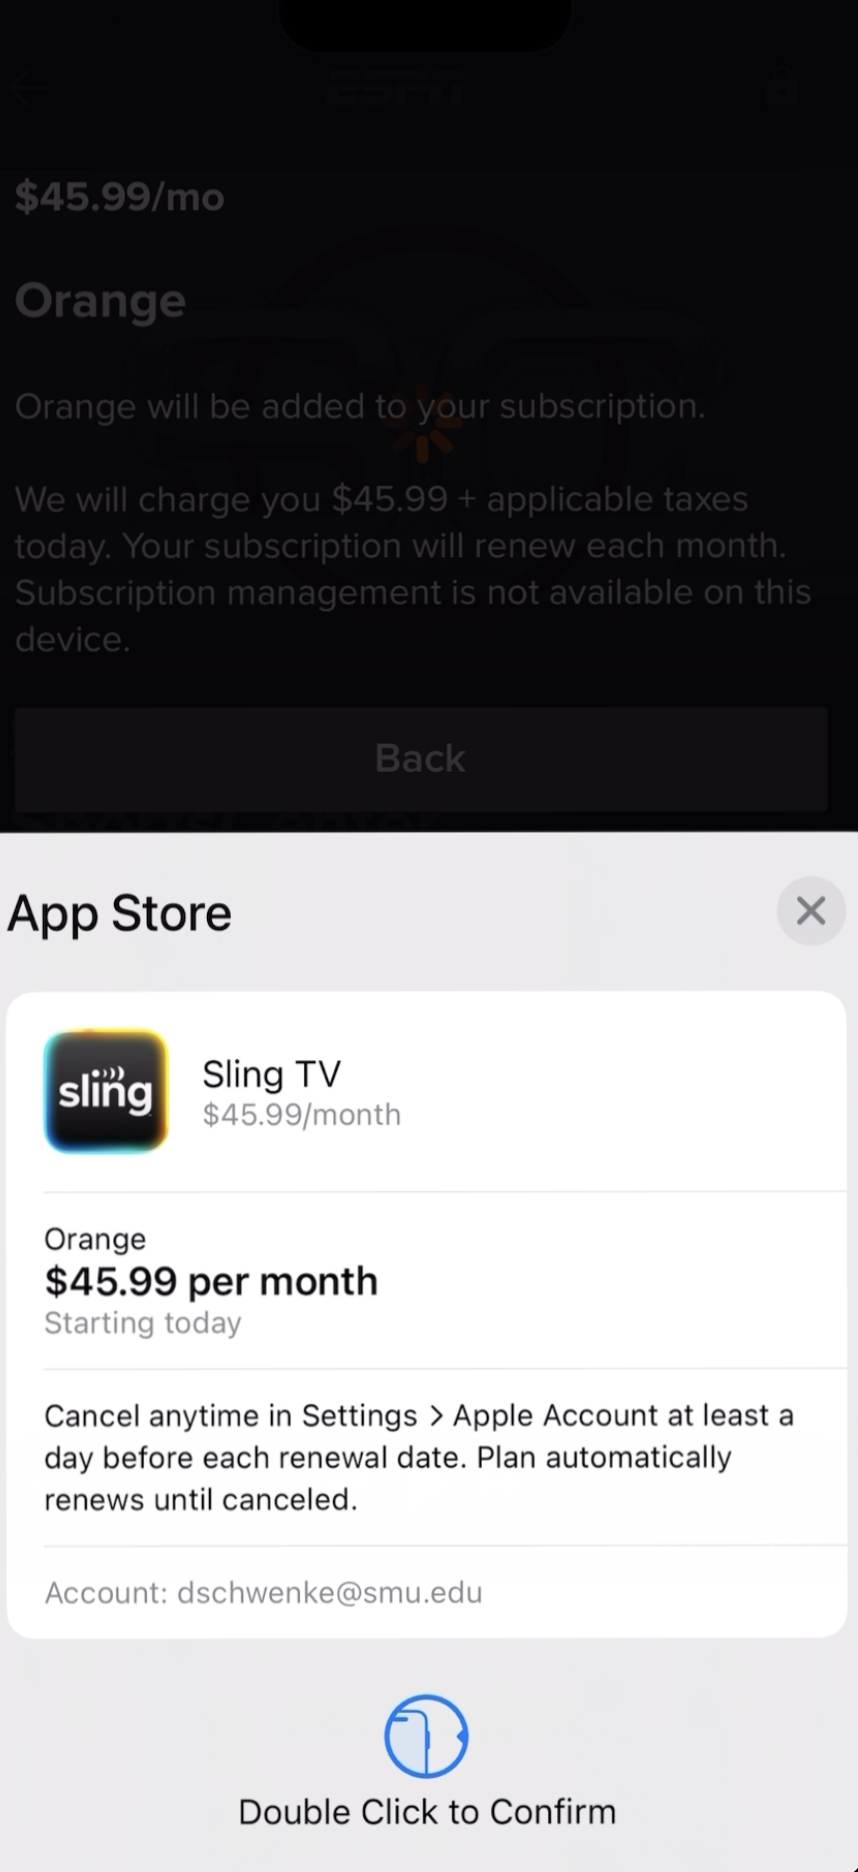 ESPN
$45.99/mo
Orange
Orange will be added to your subscription.
We will charge you $45.99 + applicable taxes
today. Your subscription will renew each month.
Subscription management is not available on this
device.
Back
App Store
sling
Sling TV
$45.99/month
Orange
$45.99 per month
Starting today
Cancel anytime in Settings > Apple Account at least a
day before each renewal date. Plan automatically
renews until canceled.
Account: dschwenke@smu.edu
Double Click to Confirm